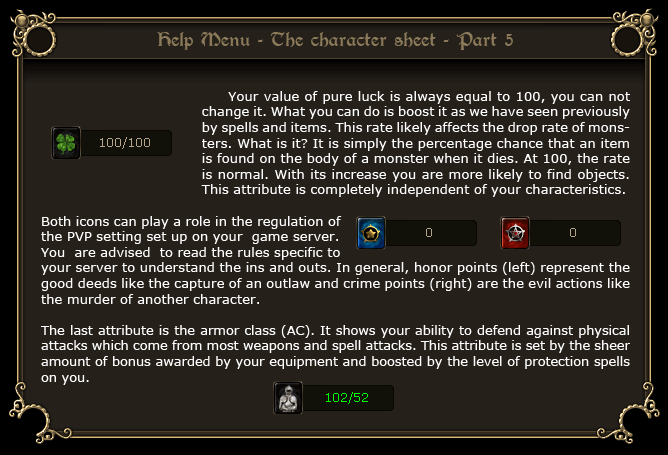 Help Menu - The character sheet - Part 5
Your value of pure luck is always equal to 100, you can not
change it. What you can do is boost it as we have seen previously
by spells and items. This rate likely affects the drop rate of mons-
ters. What is it? It is simply the percentage chance that an item
is found on the body of a monster when it dies. At 100, the rate
is normal. With its increase you are more likely to find objects.
This attribute is completely independent of your characteristics.
100/100
Both icons can play a role in the regulation of
the PVP setting set up on your game server.
You are advised to read the rules specific to
your server to understand the ins and outs. In general, honor points (left) represent the
good deeds like the capture of an outlaw and crime points (right) are the evil actions like
the murder of another character.
0
0
The last attribute is the armor class (AC). It shows your ability to defend against physical
attacks which come from most weapons and spell attacks. This attribute is set by the sheer
amount of bonus awarded by your equipment and boosted by the level of protection spells
on you.
102/52